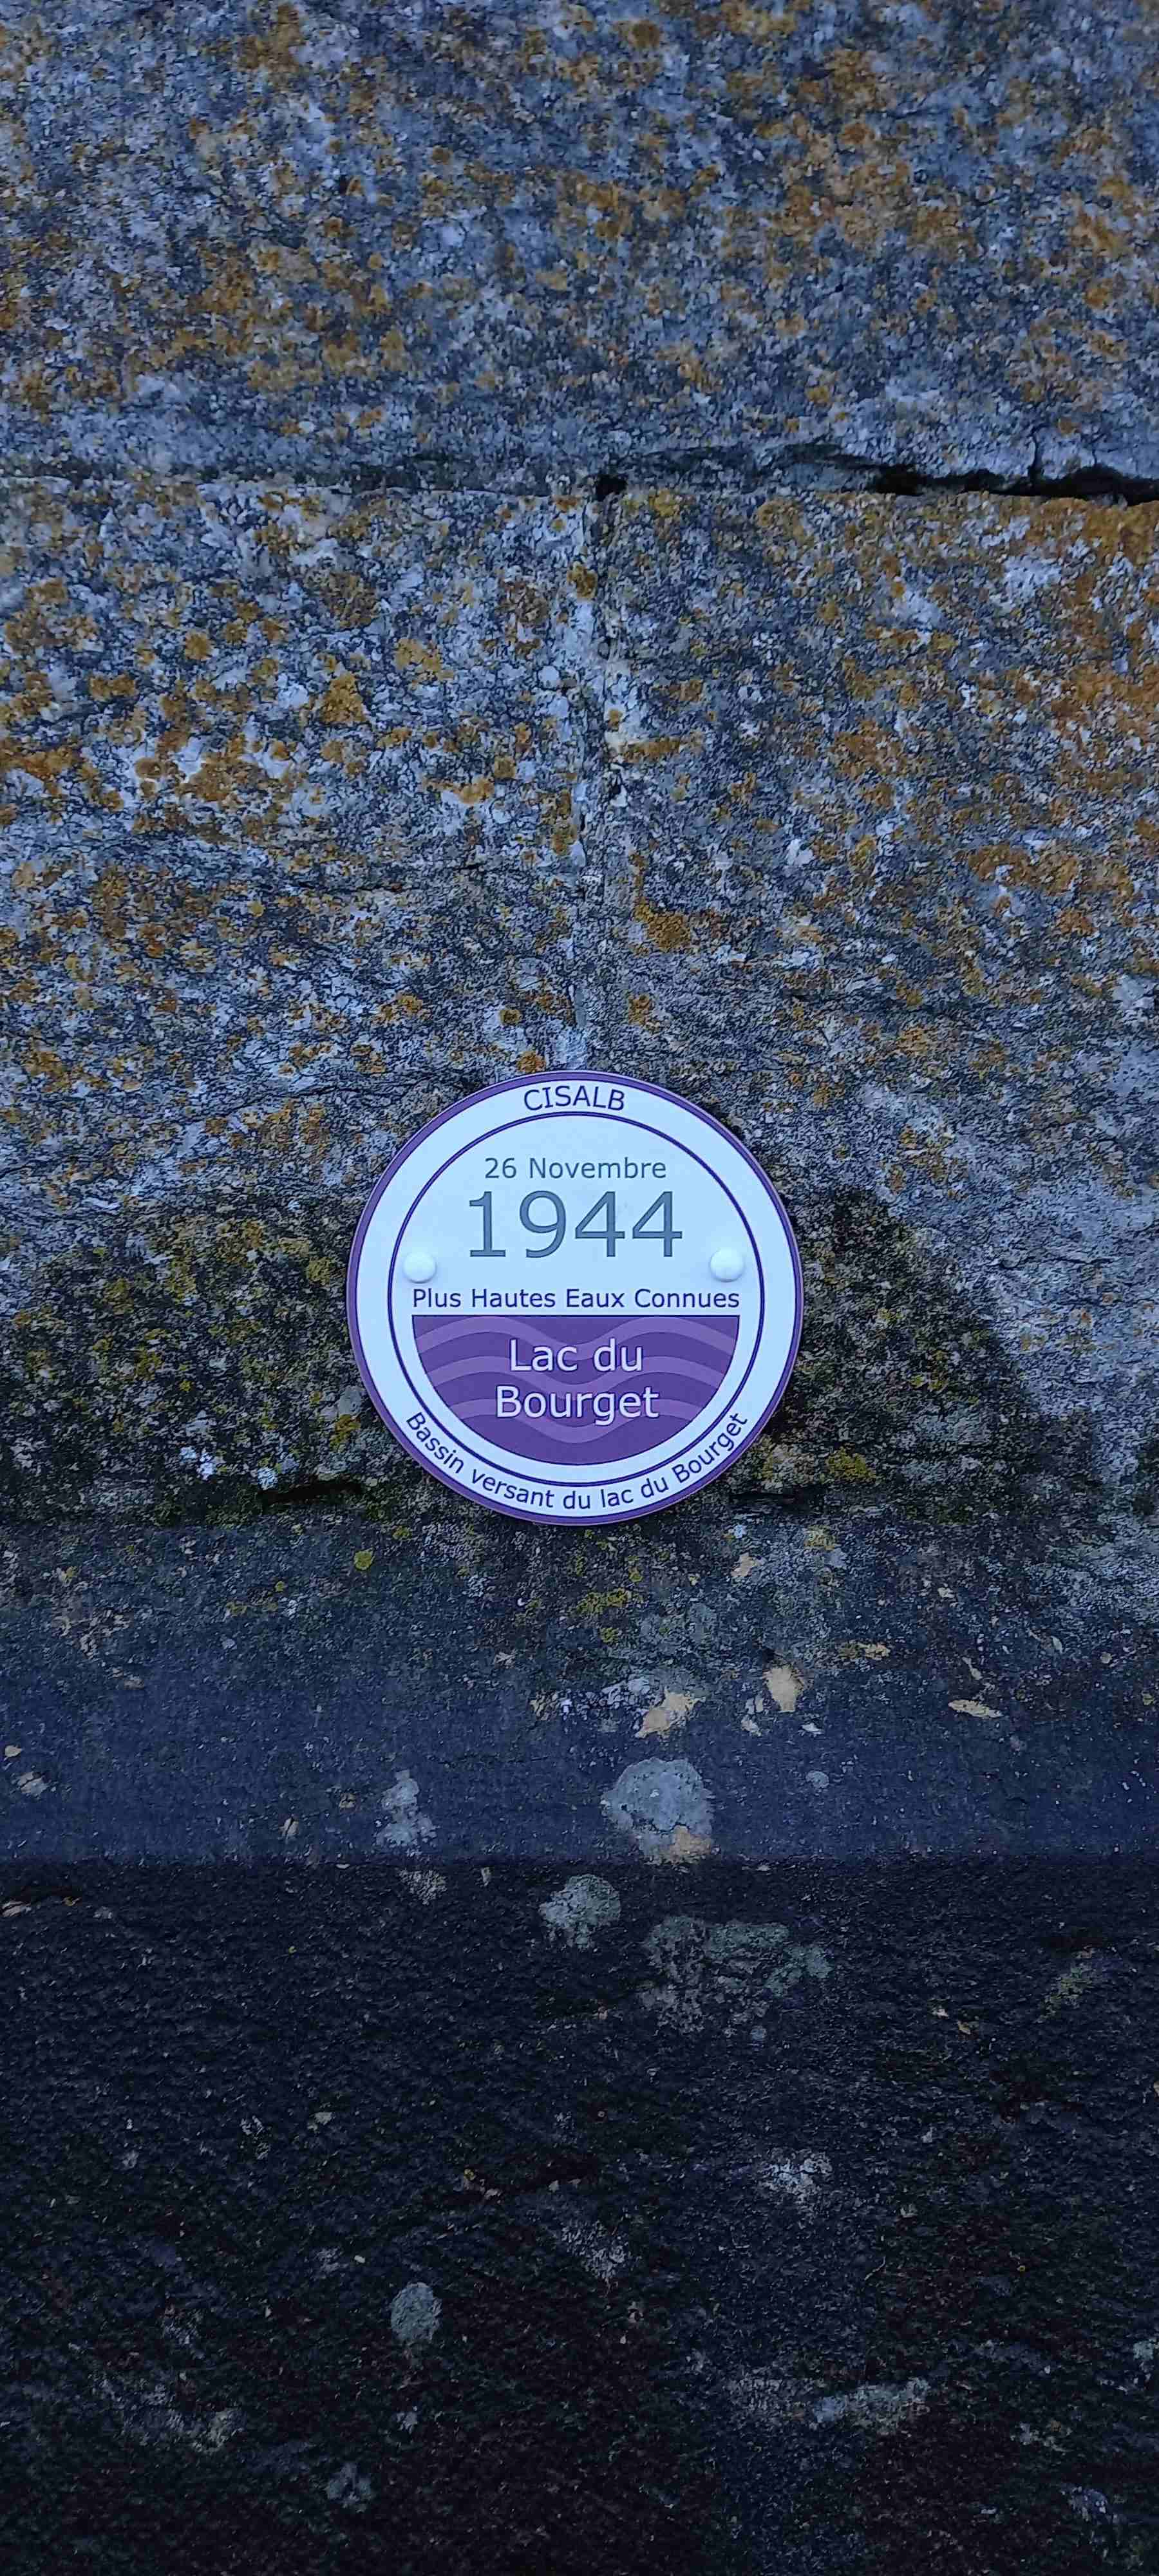 CISALB
26 Novembre
1944
Plus Hautes Eaux Connues
Lac du
Bourget
Bassin versant du lac du Bourget